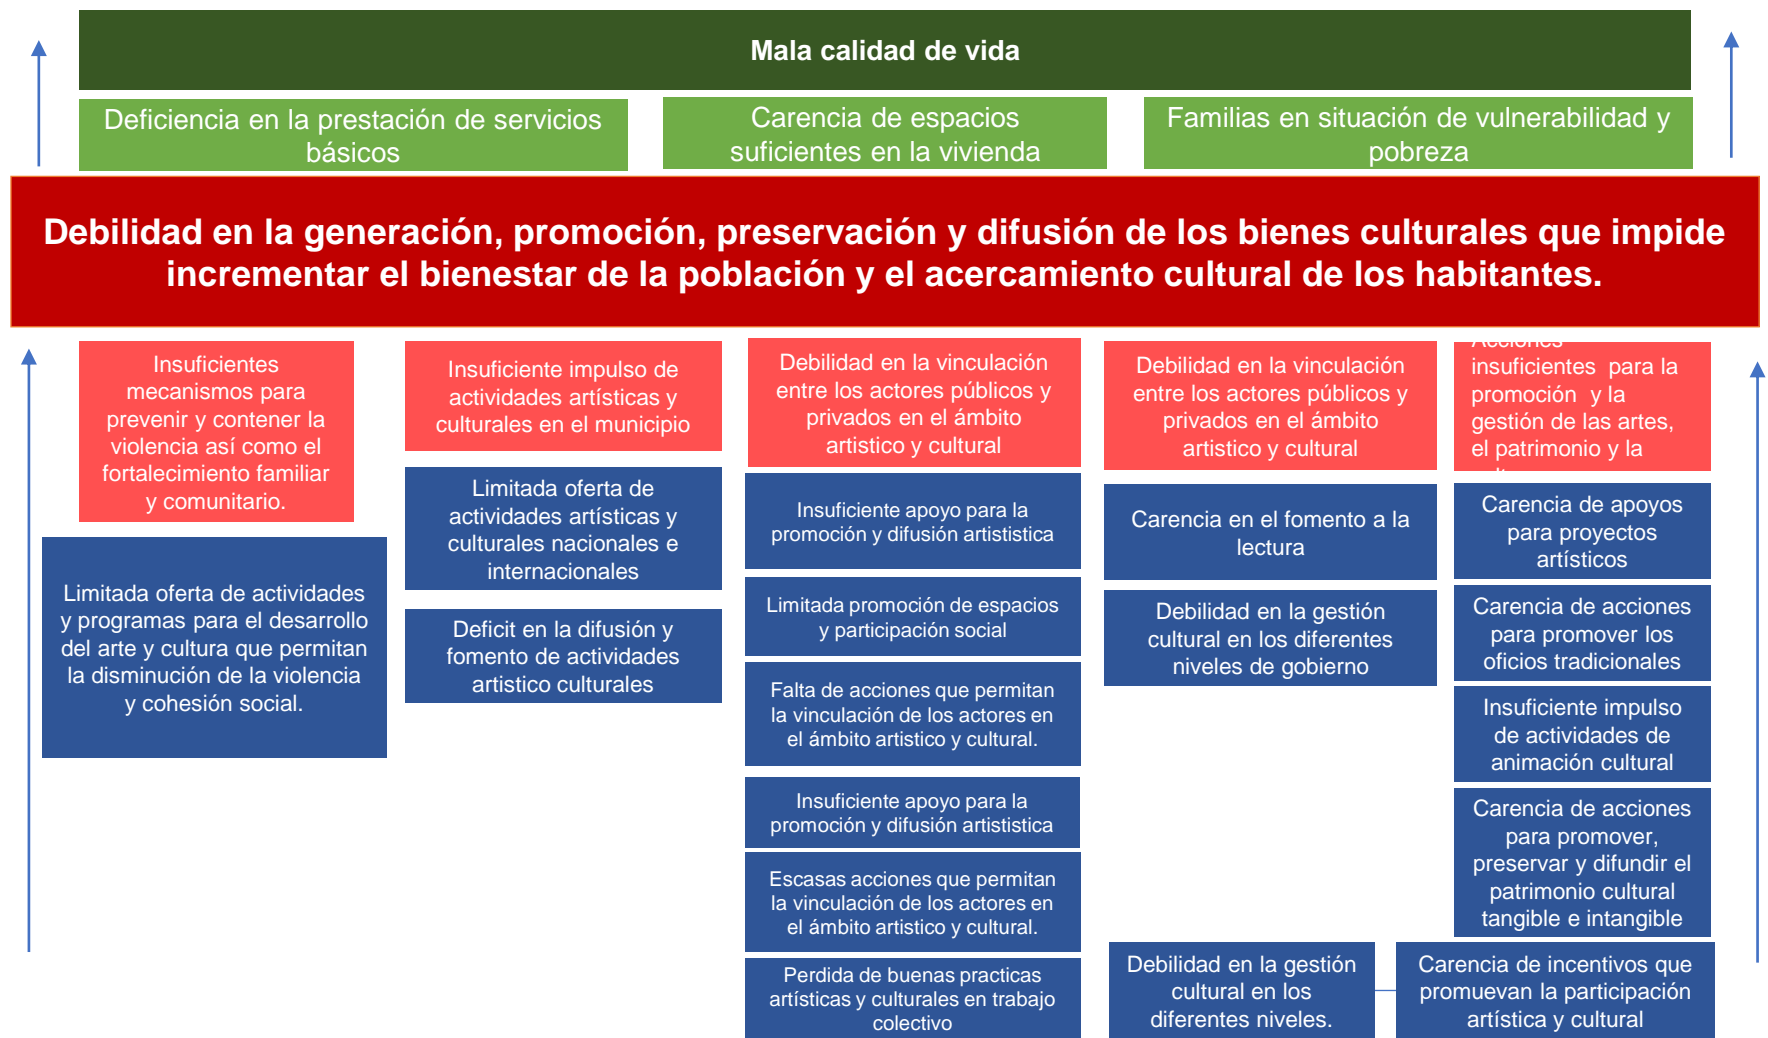 Mala calidad de vida
Deficiencia en la prestación de servicios
básicos
Carencia de espacios
suficientes en la vivienda
Familias en situación de vulnerabilidad y
pobreza
Debilidad en la generación, promoción, preservación y difusión de los bienes culturales que impide
incrementar el bienestar de la población y el acercamiento cultural de los habitantes.
Insuficientes
mecanismos para
prevenir y contener la
violencia así como el
fortalecimiento familiar
y comunitario.
Limitada oferta de actividades
y programas para el desarrollo
del arte y cultura que permitan
la disminución de la violencia
y cohesión social.
Insuficiente impulso de
actividades artísticas y
culturales en el municipio
Limitada oferta de
actividades artísticas y
culturales nacionales e
internacionales
Deficit en la difusión y
fomento de actividades
artistico culturales
Debilidad en la vinculación
entre los actores públicos y
privados en el ámbito
artistico y cultural
Insuficiente apoyo para la
promoción y difusión artististica
Limitada promoción de espacios
y participación social
Falta de acciones que permitan
la vinculación de los actores en
el ámbito artistico y cultural.
Insuficiente apoyo para la
promoción y difusión artististica
Escasas acciones que permitan
la vinculación de los actores en
el ámbito artistico y cultural.
Perdida de buenas practicas
artísticas y culturales en trabajo
colectivo
Debilidad en la vinculación
entre los actores públicos y
privados en el ámbito
artistico y cultural
Carencia en el fomento a la
lectura
Debilidad en la gestión
cultural en los diferentes
niveles de gobierno
Debilidad en la gestión
cultural en los
diferentes niveles.
Acciones
insuficientes para la
promoción y la
gestión de las artes,
el patrimonio y la
Carencia de apoyos
para proyectos
artísticos
Carencia de acciones
para promover los
oficios tradicionales
Insuficiente impulso
de actividades de
animación cultural
Carencia de acciones
para promover,
preservar y difundir el
patrimonio cultural
tangible e intangible
Carencia de incentivos que
promuevan la participación
artística y cultural